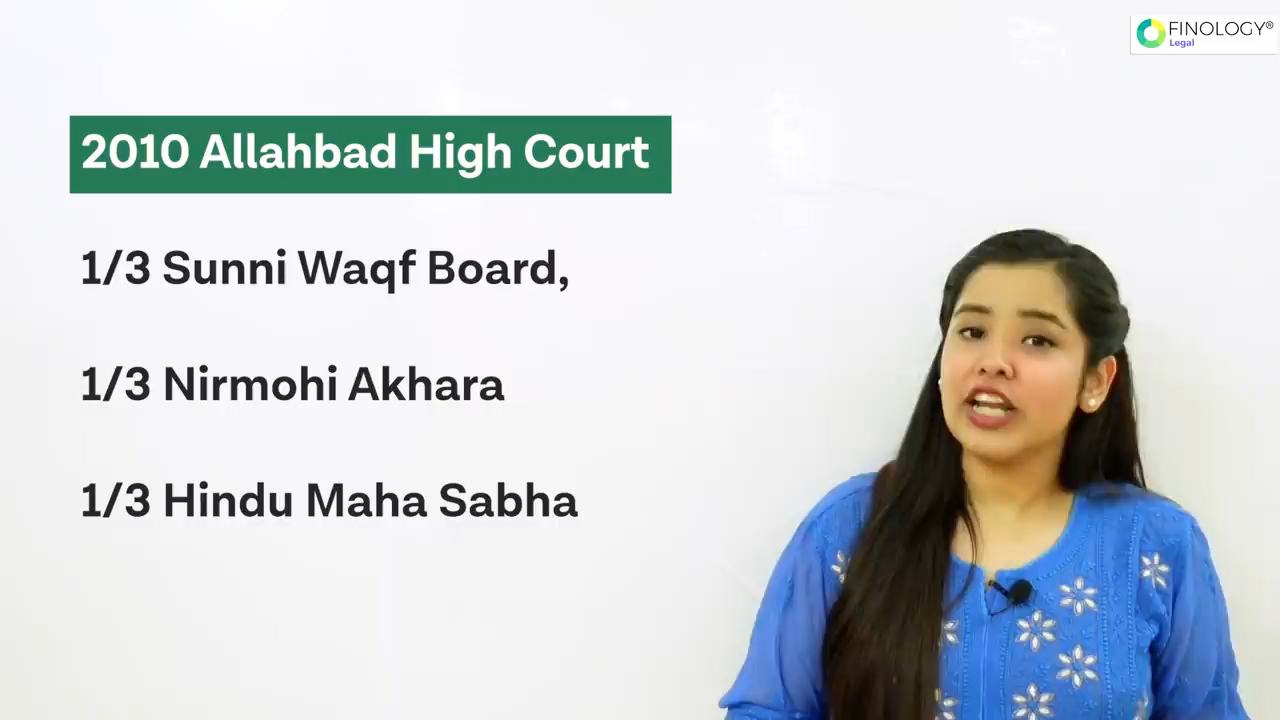 FINOLOGY®
Legal
2010 Allahbad High Court
1/3 Sunni Waqf Board,
1/3 Nirmohi Akhara
1/3 Hindu Maha Sabha